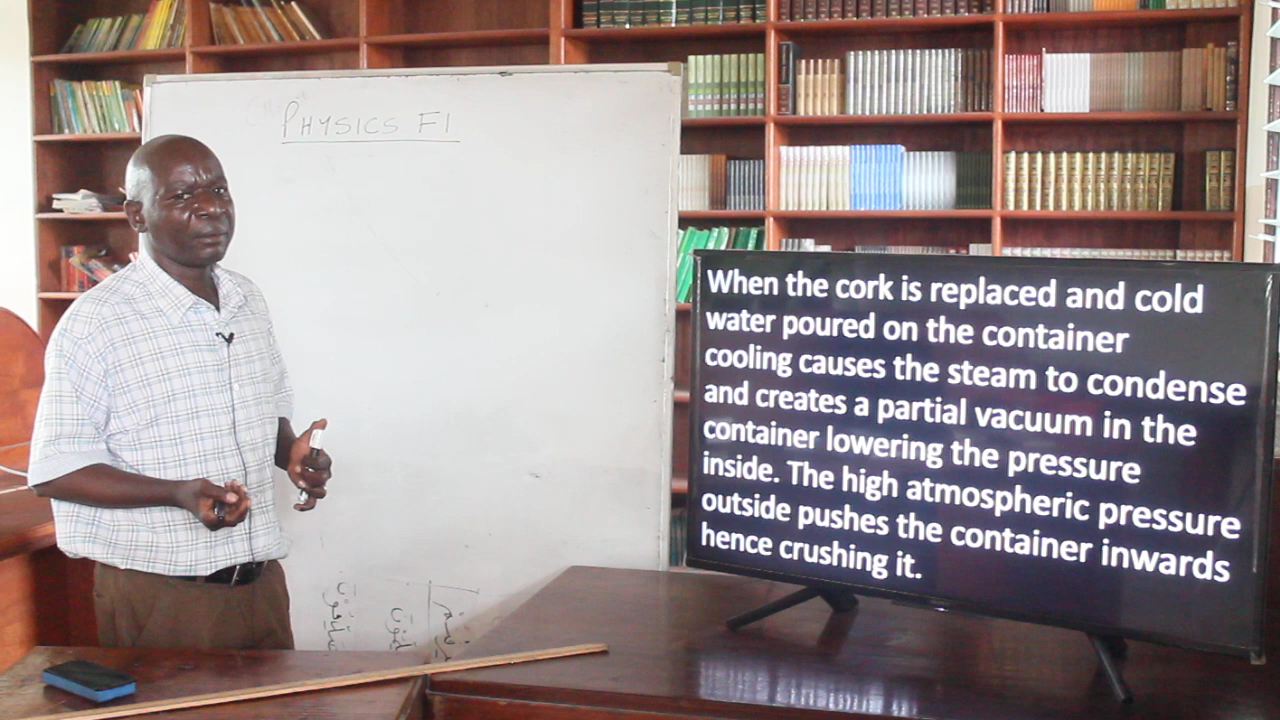 PHYSICS F1
When the cork is replaced and cold
water poured on the container
cooling causes the steam to condense
and creates a partial vacuum in the
container lowering the pressure
inside. The high atmospheric pressure
outside pushes the container inwards
hence crushing it.